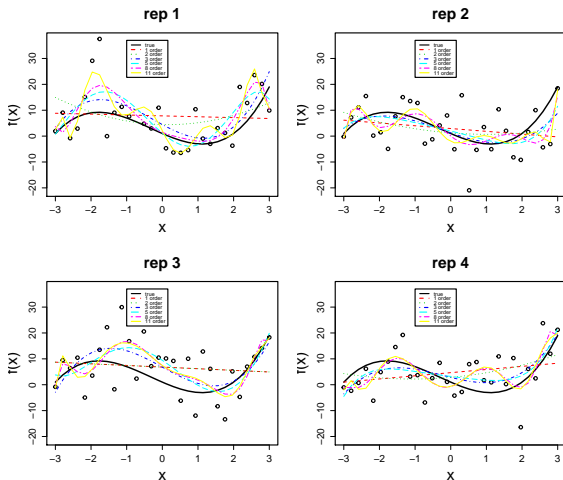 rep 1
f(x)
30
20
10
0
-10
-20
true
1 order
2 order
3 order
5 order
8 order
11 order
-3 -2 -1 0 1 2 3
x
rep 2
f(x)
30
20
10
0
-10
-20
true
1 order
2 order
3 order
5 order
8 order
11 order
-3 -2 -1 0 1 2 3
x
rep 3
f(x)
30
20
10
0
-10
-20
true
1 order
2 order
3 order
5 order
8 order
11 order
-3 -2 -1 0 1 2 3
x
rep 4
f(x)
30
20
10
0
-10
-20
true
1 order
2 order
3 order
5 order
8 order
11 order
-3 -2 -1 0 1 2 3
x